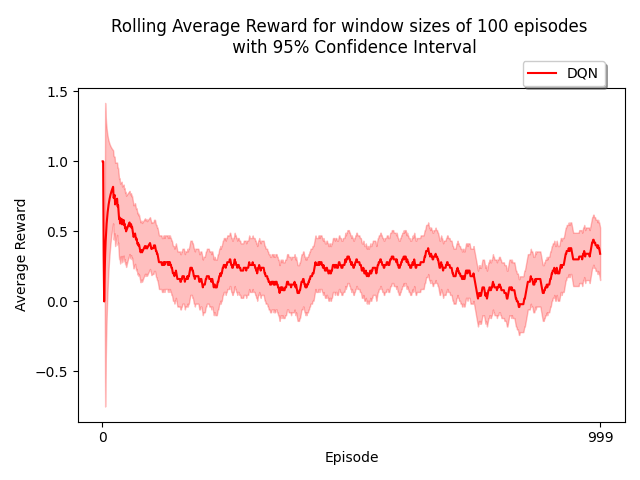 Rolling Average Reward for window sizes of 100 episodes
with 95% Confidence Interval
DQN
1.5
1.0
0.5
0.0
−0.5
Average Reward
0
999
Episode